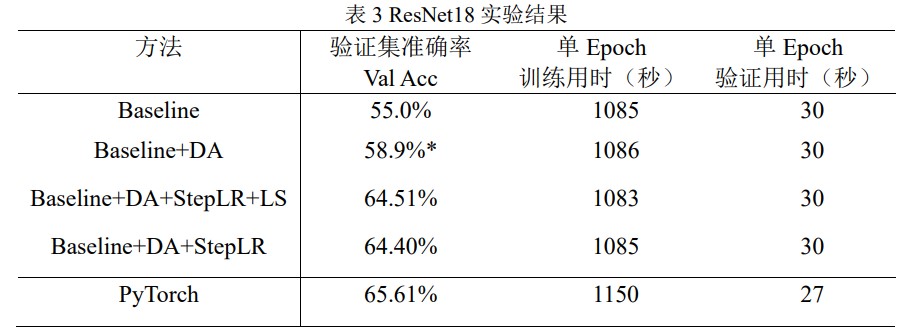 表 3 ResNet18 实验结果
方法 验证集准确率 单 Epoch 单 Epoch
Val Acc 训练用时（秒） 验证用时（秒）
Baseline 55.0% 1085 30
Baseline+DA 58.9%* 1086 30
Baseline+DA+StepLR+LS 64.51% 1083 30
Baseline+DA+StepLR 64.40% 1085 30
PyTorch 65.61% 1150 27